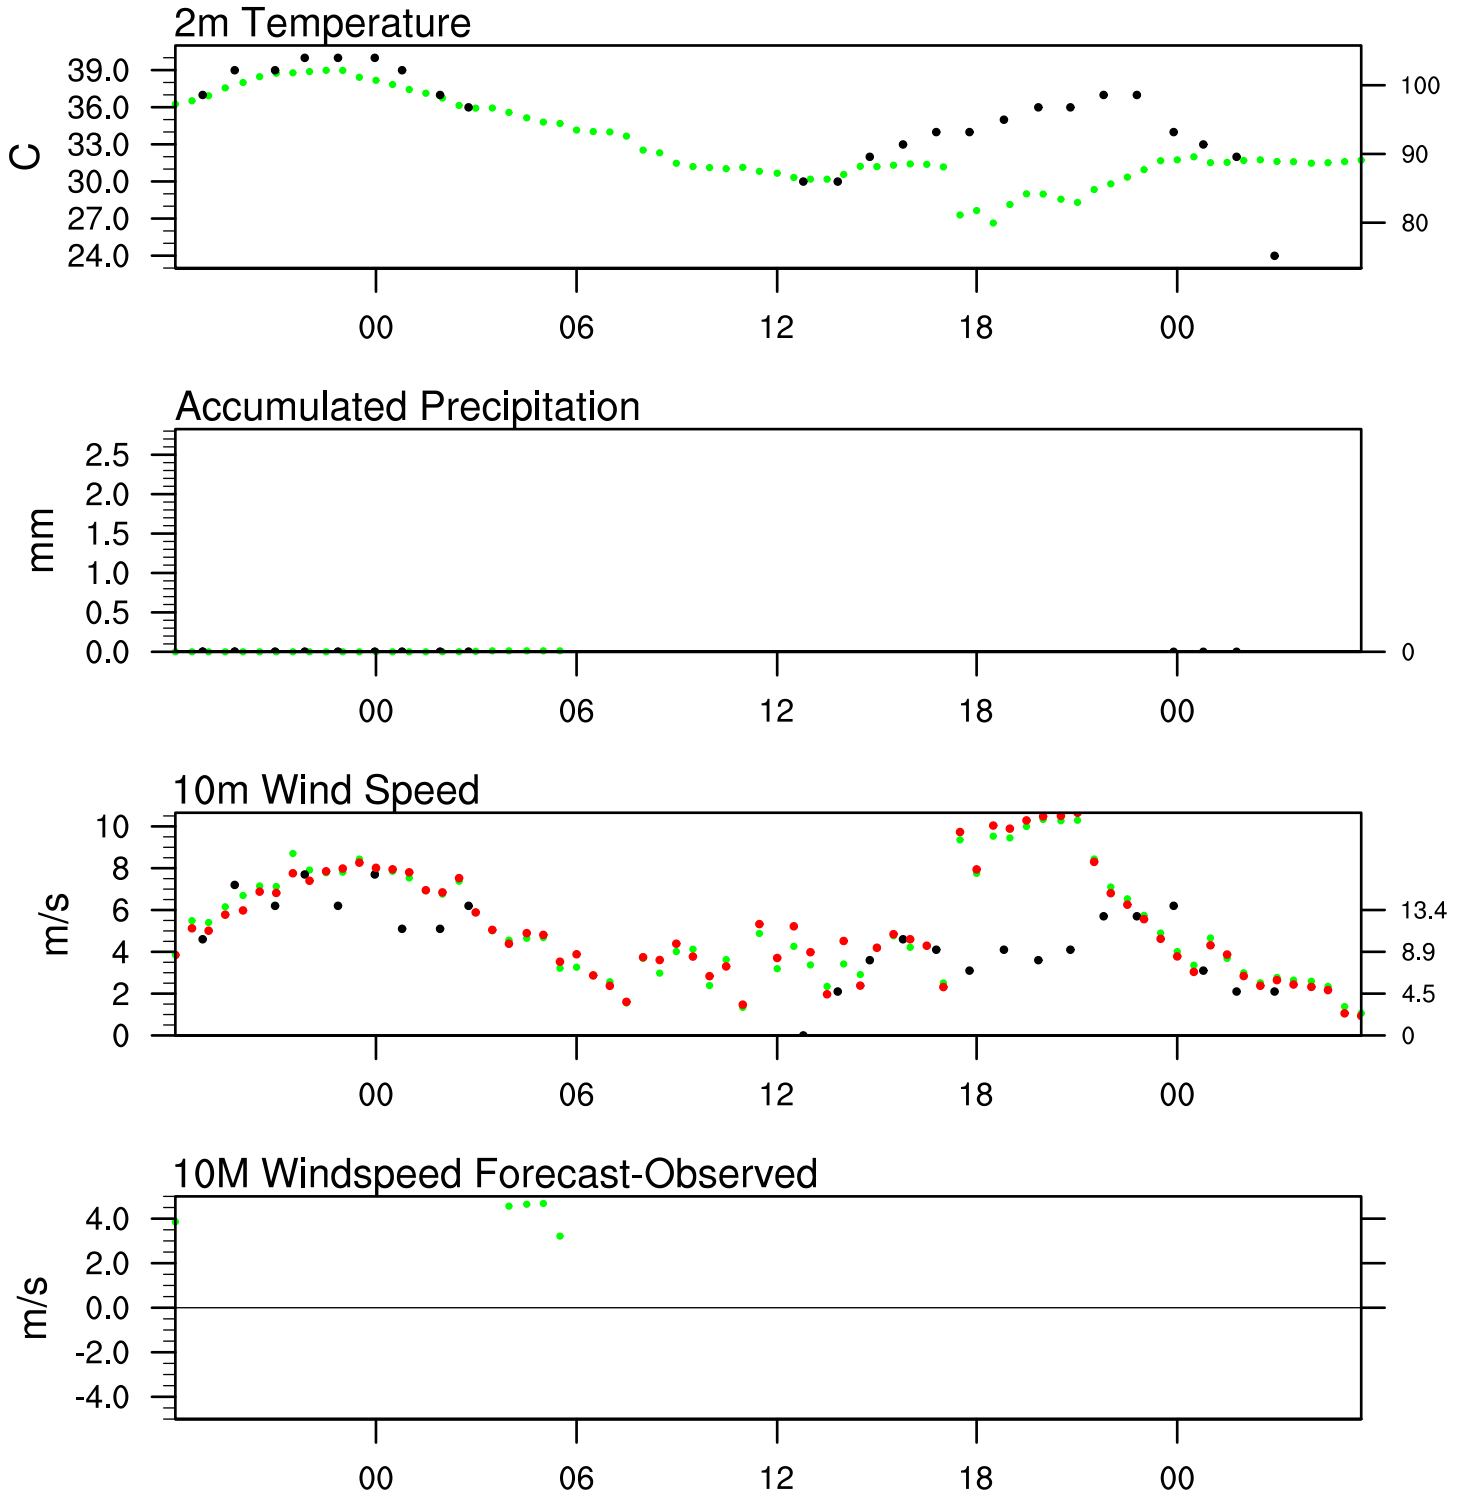 2m Temperature
39.0
36.0
33.0
30.0
27.0
24.0
C
100
90
80
00 06 12 18 00
Accumulated Precipitation
2.5
2.0
1.5
1.0
0.5
0.0
mm
0
00 06 12 18 00
10m Wind Speed
10
8
6
4
2
0
m/s
13.4
8.9
4.5
0
00 06 12 18 00
10M Windspeed Forecast-Observed
4.0
2.0
0.0
-2.0
-4.0
m/s
00 06 12 18 00